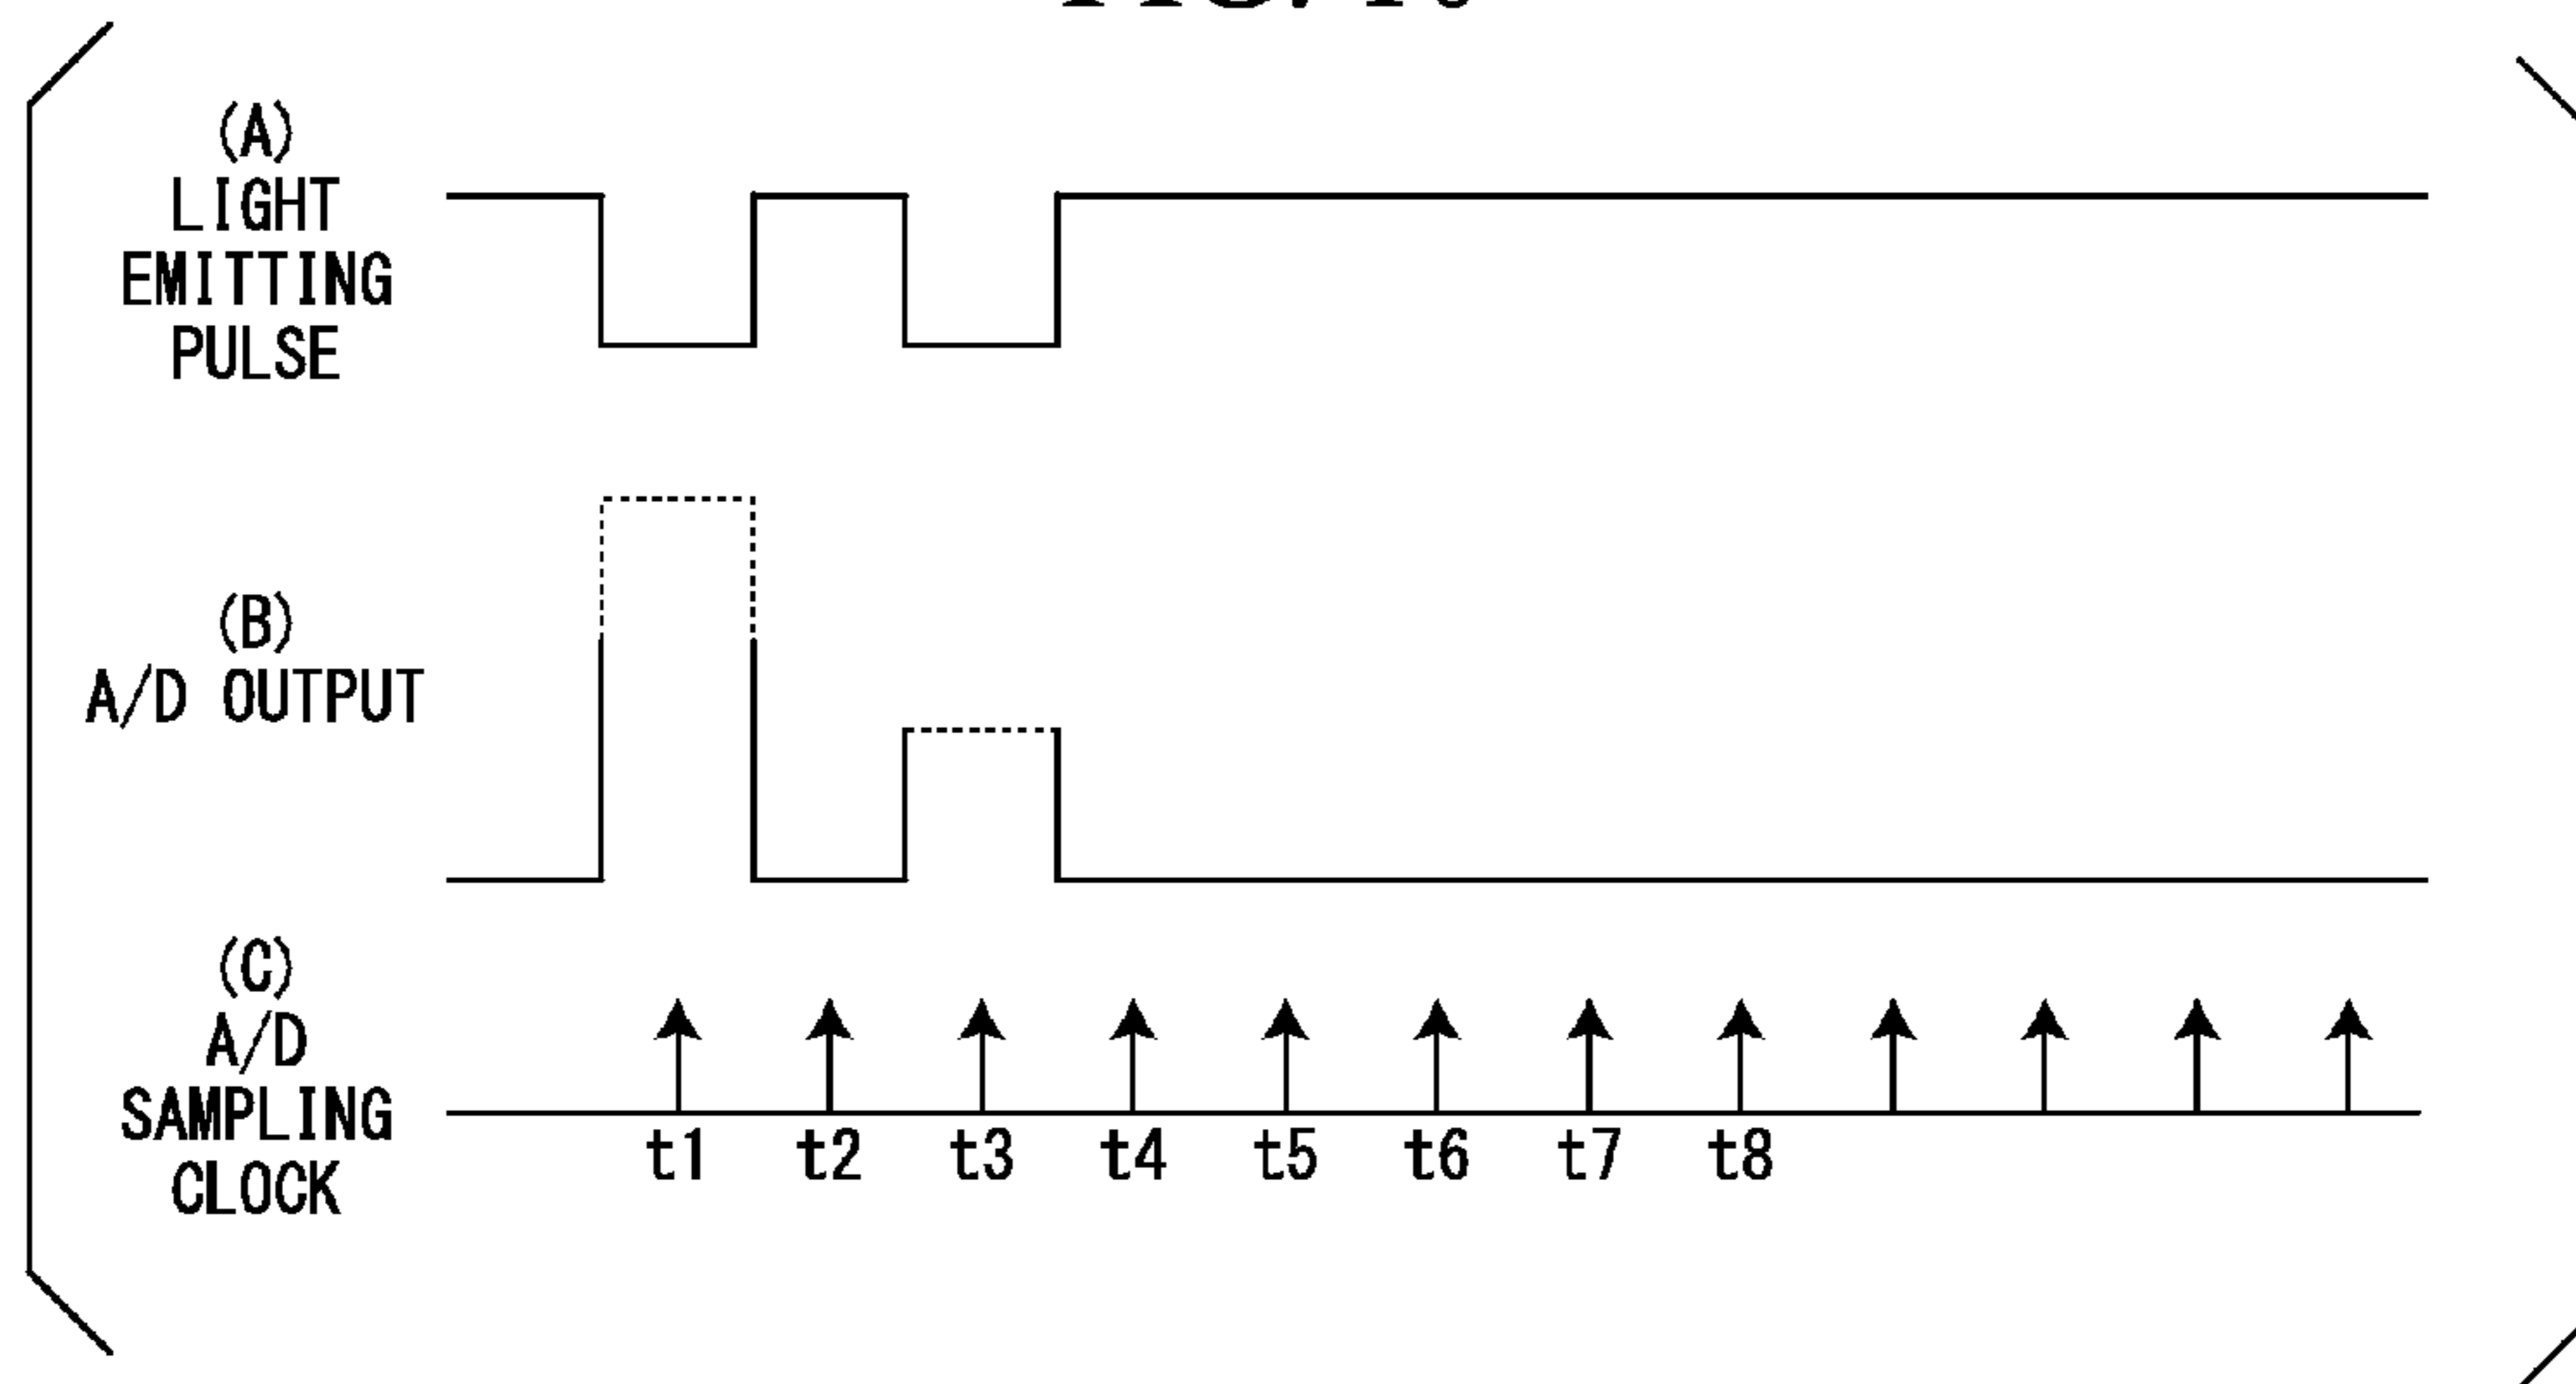 (A)
LIGHT
EMITTING
PULSE
(B)
A/D OUTPUT
(C)
A/D
SAMPLING
CLOCK
t1 t2 t3 t4 t5 t6 t7 t8